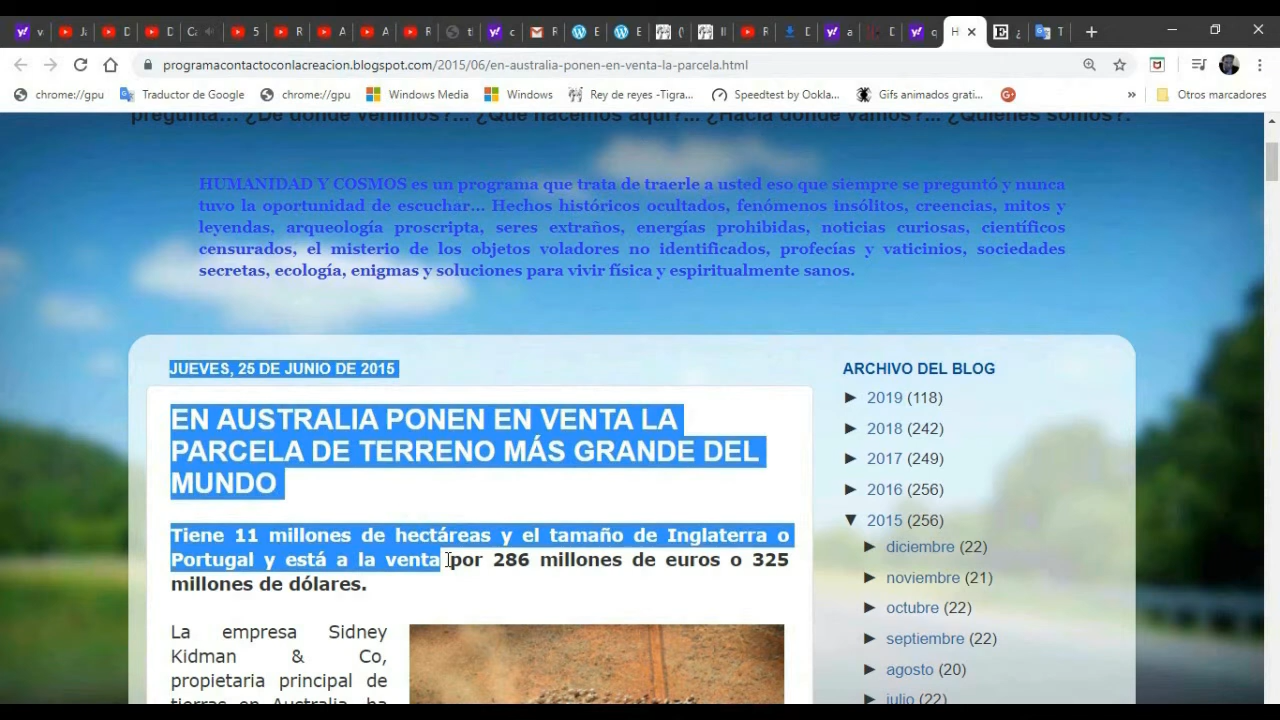 programacontactoconlacreacion.blogspot.com/2015/06/en-australia-ponen-en-venta-la-parcela.html
chrome://gpu Traductor de Google chrome://gpu Windows Media Windows Rey de reyes -Tigra... Speedtest by Ookla... Gifs animados grati... » Otros marcadores
pregunta... ¿De dónde venimos?... ¿Qué hacemos aquí?... ¿Hacia dónde vamos?... ¿Quiénes somos?.
HUMANIDAD Y COSMOS es un programa que trata de traerle a usted eso que siempre se preguntó y nunca
tuvo la oportunidad de escuchar... Hechos históricos ocultados, fenómenos insólitos, creencias, mitos y
leyendas, arqueología proscripta, seres extraños, energías prohibidas, noticias curiosas, científicos
censurados, el misterio de los objetos voladores no identificados, profecías y vaticinios, sociedades
secretas, ecología, enigmas y soluciones para vivir física y espiritualmente sanos.
JUEVES, 25 DE JUNIO DE 2015
EN AUSTRALIA PONEN EN VENTA LA
PARCELA DE TERRENO MÁS GRANDE DEL
MUNDO
Tiene 11 millones de hectáreas y el tamaño de Inglaterra o
Portugal y está a la venta por 286 millones de euros o 325
millones de dólares.
La empresa Sidney
Kidman & Co,
propietaria principal de
tierras en Australia, ha
ARCHIVO DEL BLOG
► 2019 (118)
► 2018 (242)
► 2017 (249)
► 2016 (256)
▼ 2015 (256)
► diciembre (22)
► noviembre (21)
► octubre (22)
► septiembre (22)
► agosto (20)
► julio (22)